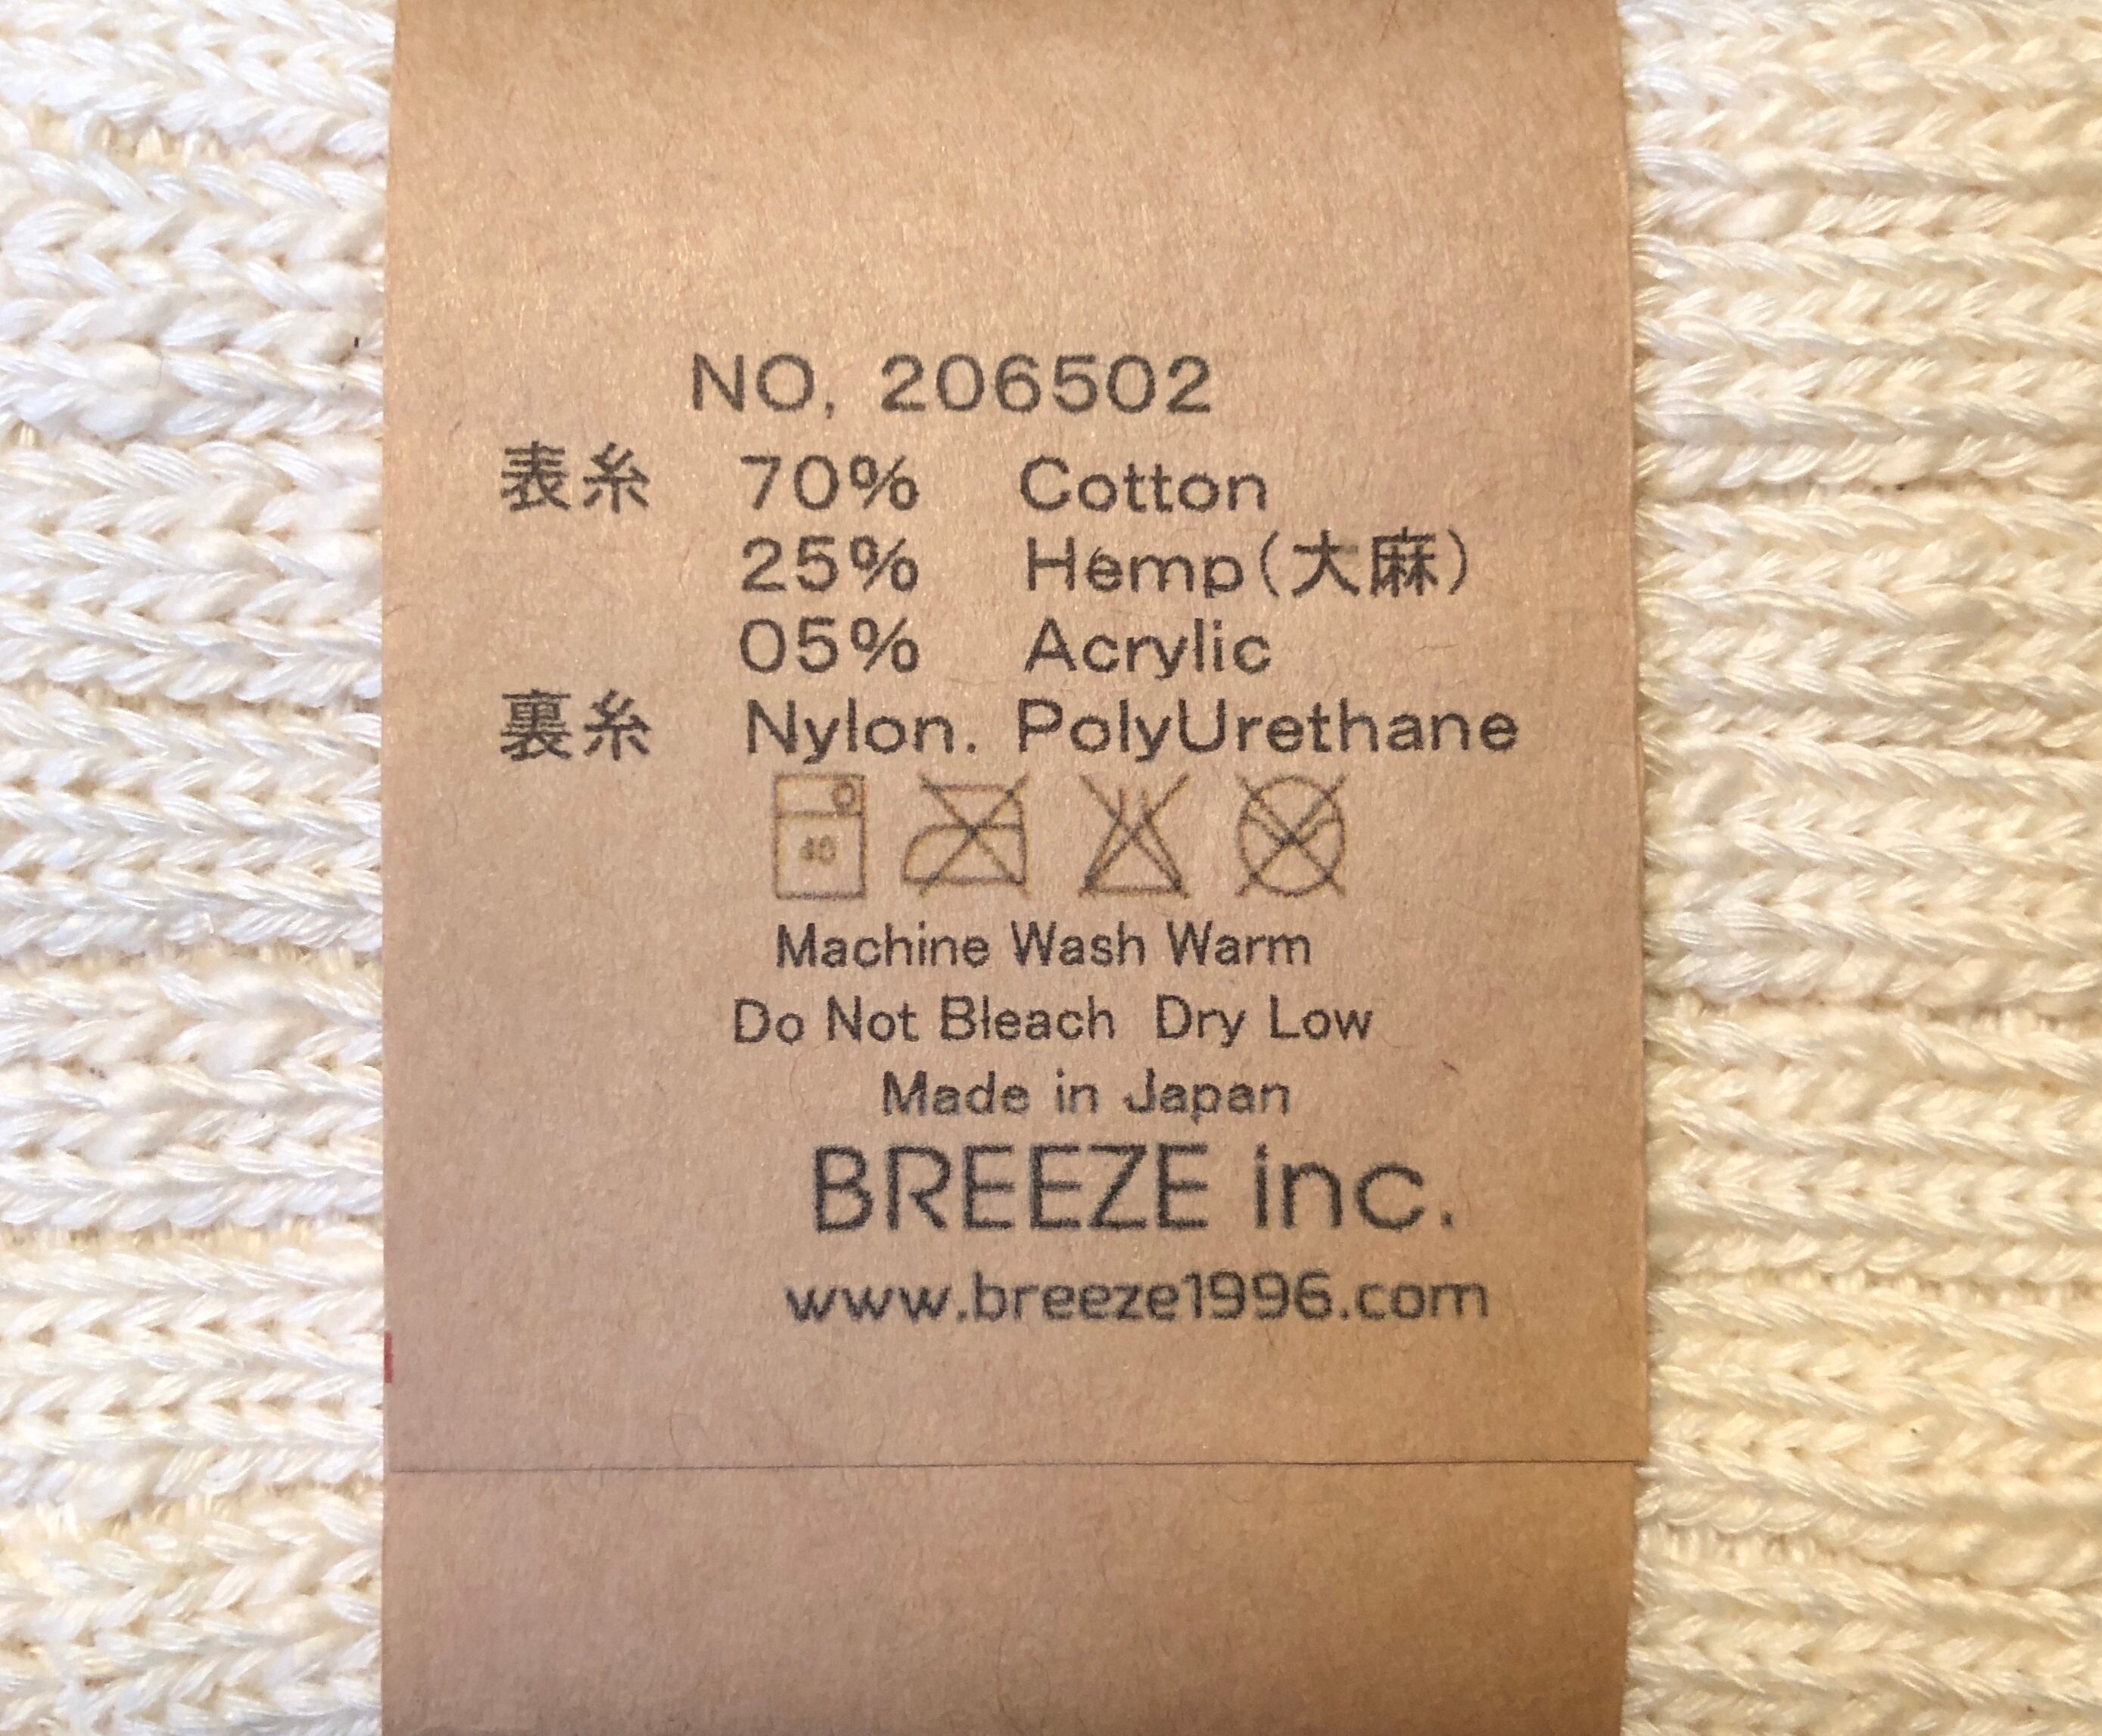 NO. 206502
表糸 70% Cotton
25% Hemp(大麻)
05% Acrylic
裏糸 Nylon. PolyUrethane
40
Machine Wash Warm
Do Not Bleach Dry Low
Made in Japan
BREEZE inc.
www.breeze1996.com